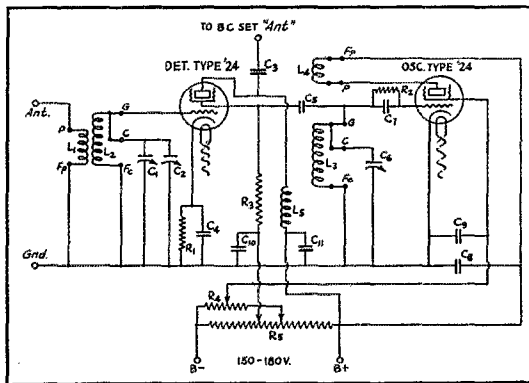 TO BC SET "Ant"
DET. TYPE '24
OSC. TYPE '24
C3
L4
Fp
P
R2
C5
C7
Ant.
P
L1
Fp
L2
G
C
Fc
C1
C2
G
C
L3
Fc
C6
R3
L5
R1
C4
C10
C11
C9
C8
Gnd.
R4
R5
B-
150-180V.
B+